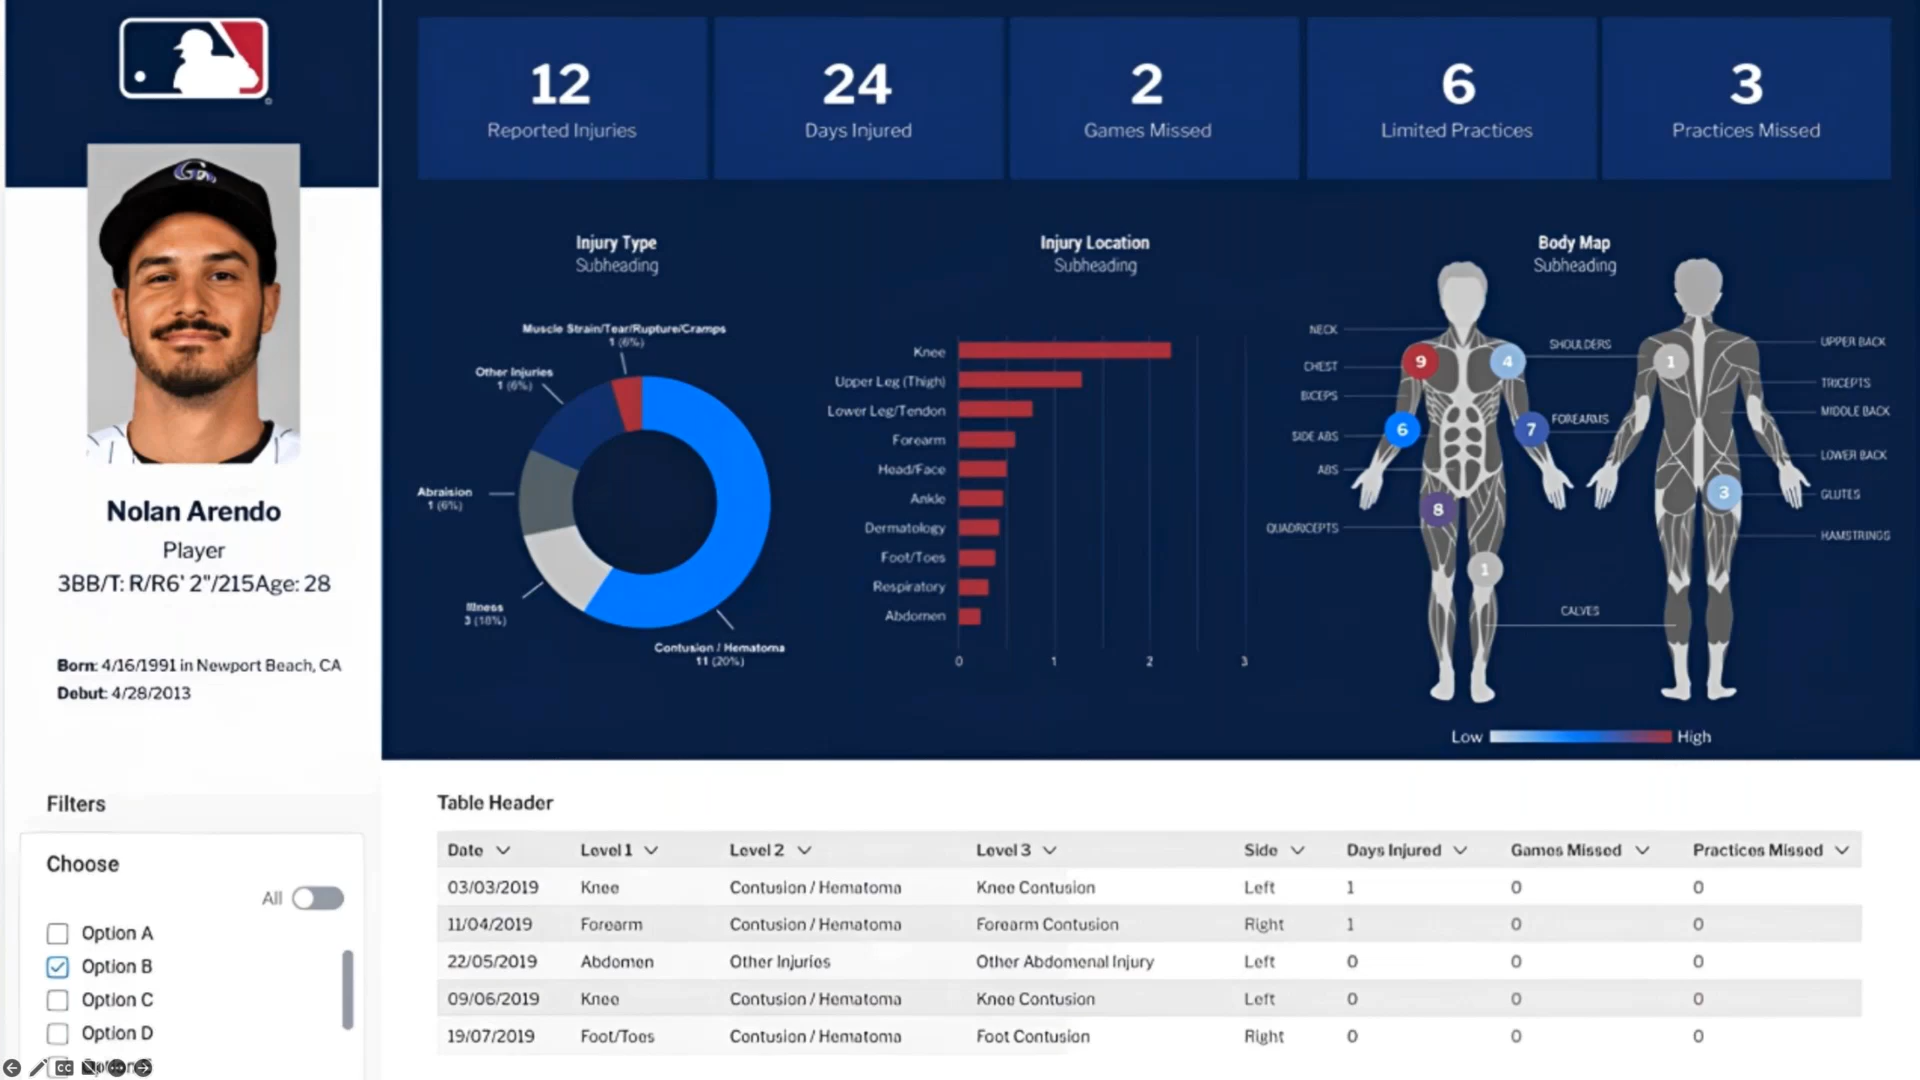 12
Reported Injuries
24
Days Injured
2
Games Missed
6
Limited Practices
3
Practices Missed
Nolan Arendo
Player
3BB/T: R/R6' 2"/215Age: 28
Born: 4/16/1991 in Newport Beach, CA
Debut: 4/28/2013
Filters
Choose
All
Option A
Option B
Option C
Option D
Injury Type
Subheading
Muscle Strain/Tear/Rupture/Cramps
1 (6%)
Other Injuries
1 (6%)
Abraision
1 (6%)
Illness
3 (18%)
Contusion / Hematoma
11 (20%)
Injury Location
Subheading
Knee
Upper Leg (Thigh)
Lower Leg/Tendon
Forearm
Head/Face
Ankle
Dermatology
Foot/Toes
Respiratory
Abdomen
0 1 2 3
Body Map
Subheading
NECK
CHEST
BICEPS
SIDE ABS
ABS
QUADRICEPTS
SHOULDERS
FOREARMS
CALVES
UPPER BACK
TRICEPTS
MIDDLE BACK
LOWER BACK
GLUTES
HAMSTRINGS
9
4
6
7
8
1
1
3
Low High
Table Header
Date Level 1 Level 2 Level 3 Side Days Injured Games Missed Practices Missed
03/03/2019 Knee Contusion / Hematoma Knee Contusion Left 1 0 0
11/04/2019 Forearm Contusion / Hematoma Forearm Contusion Right 1 0 0
22/05/2019 Abdomen Other Injuries Other Abdomenal Injury Left 0 0 0
09/06/2019 Knee Contusion / Hematoma Knee Contusion Left 0 0 0
19/07/2019 Foot/Toes Contusion / Hematoma Foot Contusion Right 0 0 0
CC